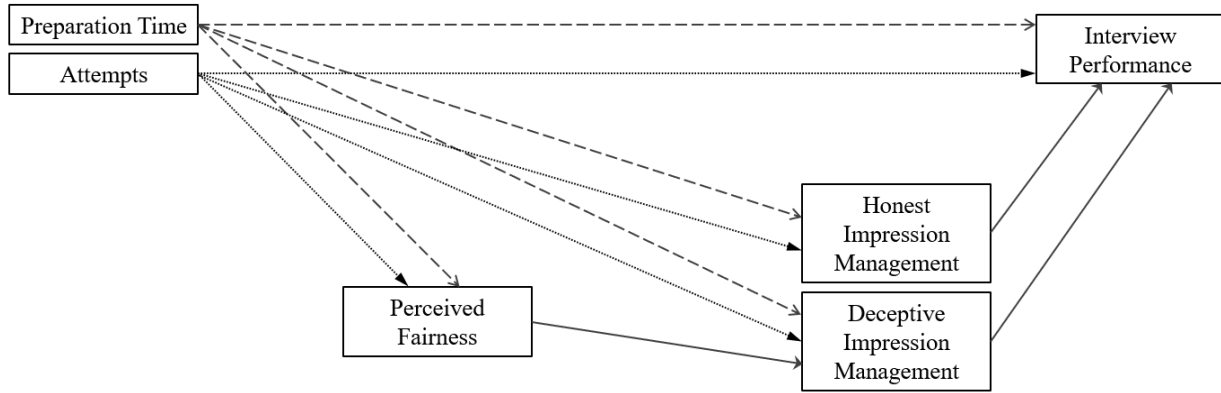 Preparation Time
Attempts
Interview
Performance
Honest
Impression
Management
Perceived
Fairness
Deceptive
Impression
Management